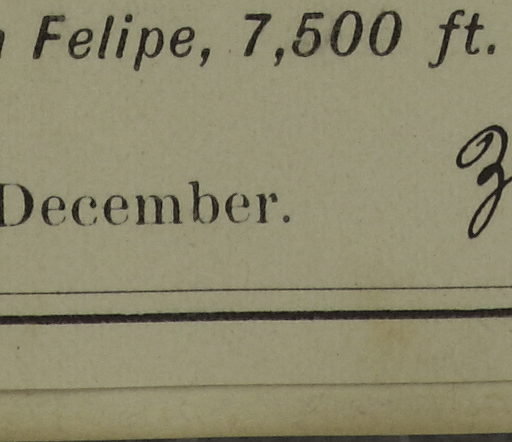 Felipe, 7,500 ft.
December.